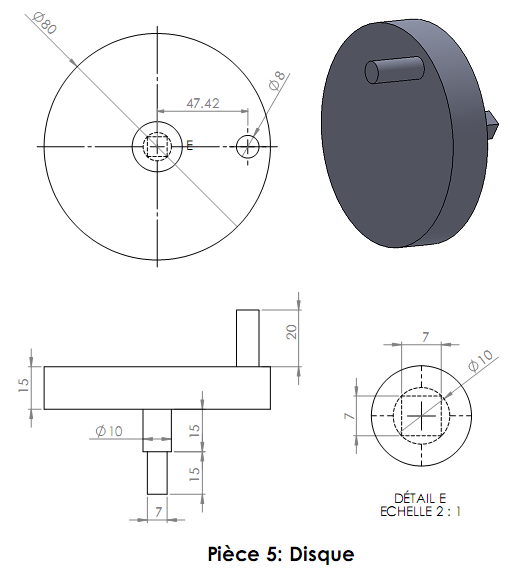 Ø80
Ø8
47.42
E
20
15
Ø10
15
15
7
7
Ø10
7
DÉTAIL E
ECHELLE 2 : 1
Pièce 5: Disque